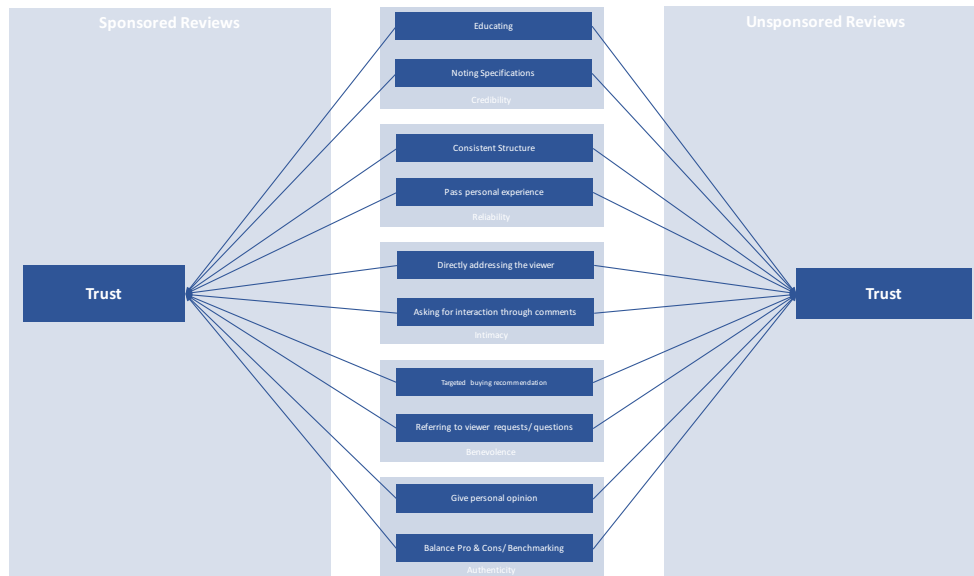 Sponsored Reviews
Unsponsored Reviews
Educating
Noting Specifications
Credibility
Consistent Structure
Pass personal experience
Reliability
Directly addressing the viewer
Asking for interaction through comments
Intimacy
Targeted buying recommendation
Referring to viewer requests/ questions
Benevolence
Give personal opinion
Balance Pro & Cons/ Benchmarking
Authenticity
Trust
Trust